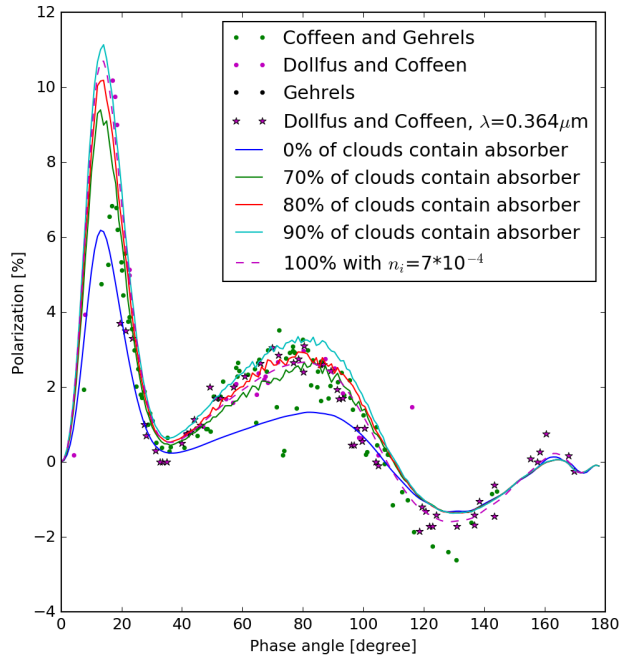 12
10
8
6
4
2
0
−2
−4
Polarization [%]
Coffeen and Gehrels
Dollfus and Coffeen
Gehrels
Dollfus and Coffeen, λ=0.364μm
0% of clouds contain absorber
70% of clouds contain absorber
80% of clouds contain absorber
90% of clouds contain absorber
100% with nᵢ=7*10⁻⁴
0 20 40 60 80 100 120 140 160 180
Phase angle [degree]